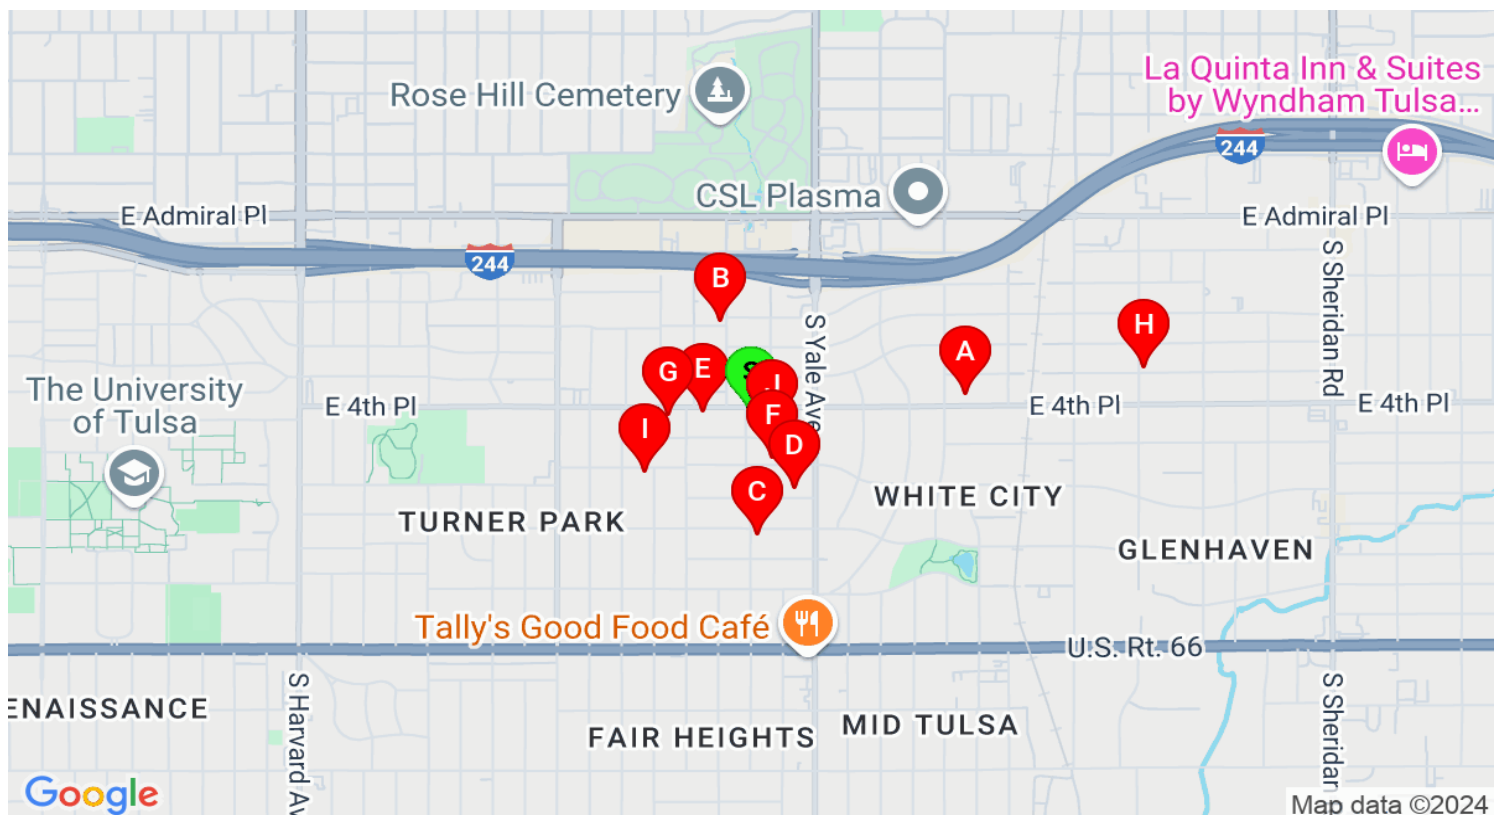 La Quinta Inn & Suites
by Wyndham Tulsa...
Rose Hill Cemetery
244
CSL Plasma
E Admiral Pl
E Admiral Pl
244
S Sheridan Rd
B
S Yale Ave
H
A
G
E
S
J
The University
of Tulsa
E 4th Pl
E 4th Pl
E 4th Pl
I
F
D
C
WHITE CITY
TURNER PARK
GLENHAVEN
Tally's Good Food Café
U.S. Rt. 66
S Harvard Av
S Sheridan
ENAISSANCE
FAIR HEIGHTS
MID TULSA
Google
Map data ©2024